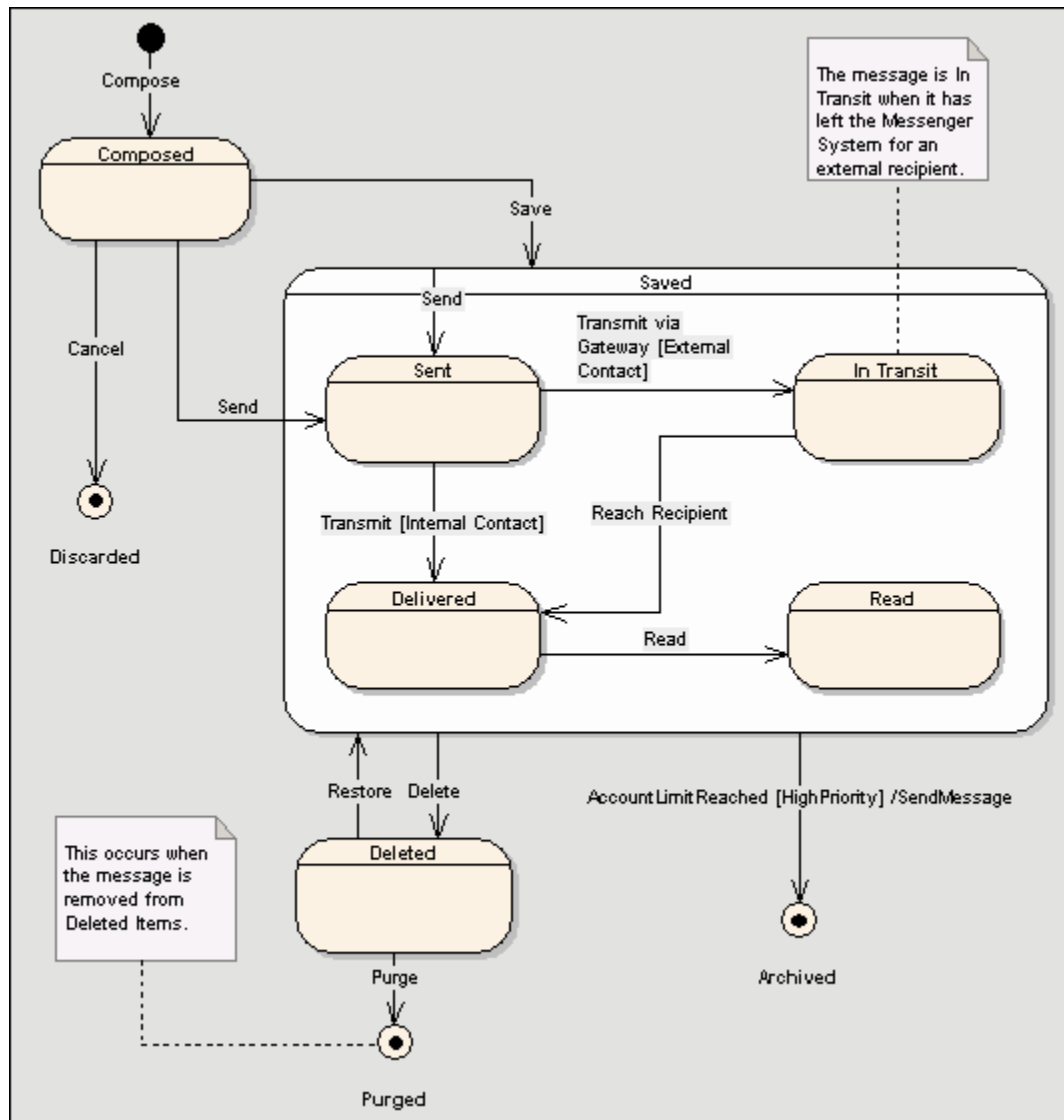 Compose
The message is In
Transit when it has
left the Messenger
System for an
external recipient.
Composed
Save
Saved
Send
Transmit via
Gateway [External
Contact]
Cancel
Sent
In Transit
Send
Reach Recipient
Transmit [Internal Contact]
Discarded
Delivered
Read
Read
Restore
Delete
AccountLimitReached [HighPriority] /SendMessage
This occurs when
the message is
removed from
Deleted Items.
Deleted
Purge
Archived
Purged